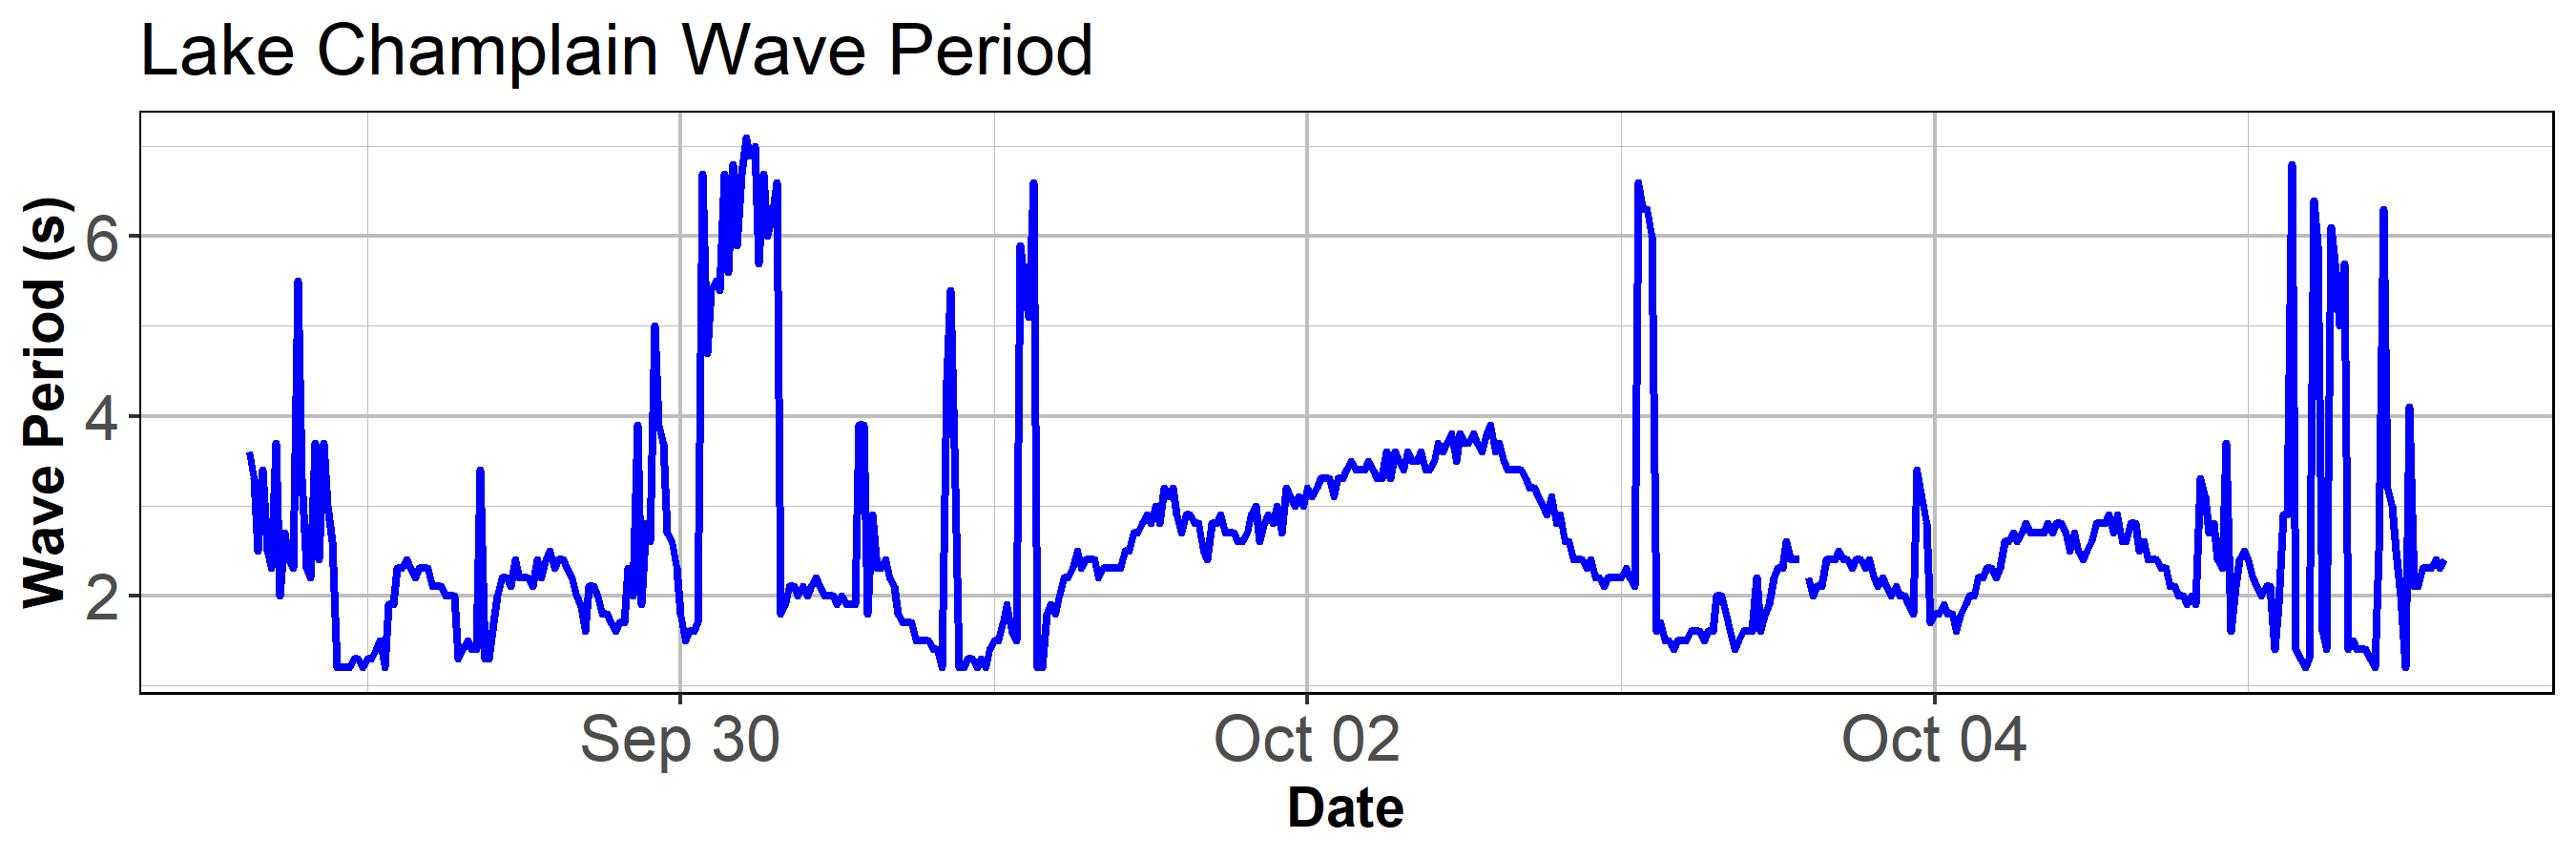 Lake Champlain Wave Period
Wave Period (s)
6
4
2
Sep 30
Oct 02
Oct 04
Date